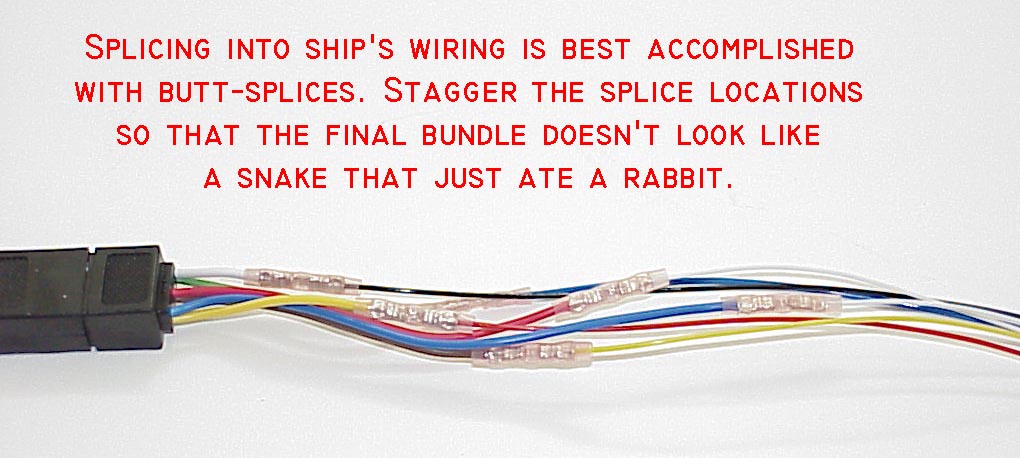 Splicing into ship's wiring is best accomplished
with butt-splices. Stagger the splice locations
so that the final bundle doesn't look like
a snake that just ate a rabbit.